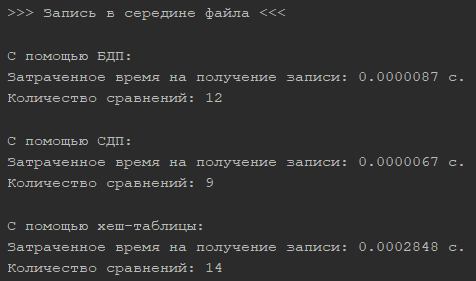 >>> Запись в середине файла <<<
С помощью БДП:
Затраченное время на получение записи: 0.0000087 с.
Количество сравнений: 12
С помощью СДП:
Затраченное время на получение записи: 0.0000067 с.
Количество сравнений: 9
С помощью хеш-таблицы:
Затраченное время на получение записи: 0.0002848 с.
Количество сравнений: 14